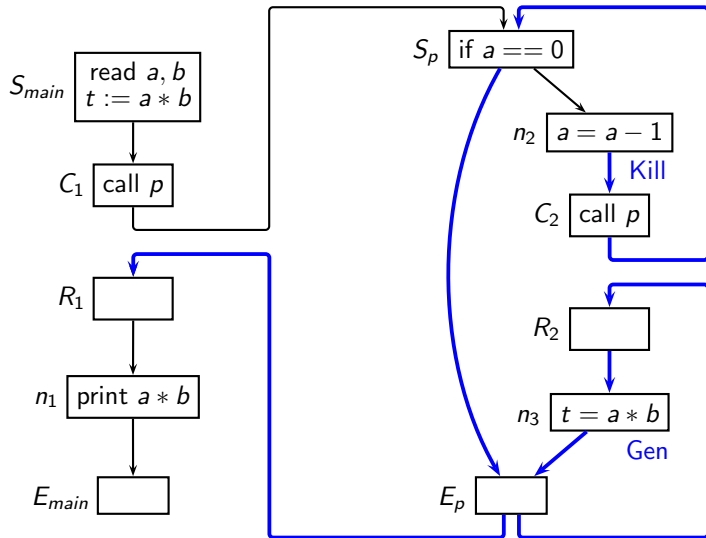 S_main
read a, b
t := a * b
C_1 call p
R_1
n_1 print a * b
E_main
S_p if a == 0
n_2 a = a − 1
Kill
C_2 call p
R_2
n_3 t = a * b
Gen
E_p